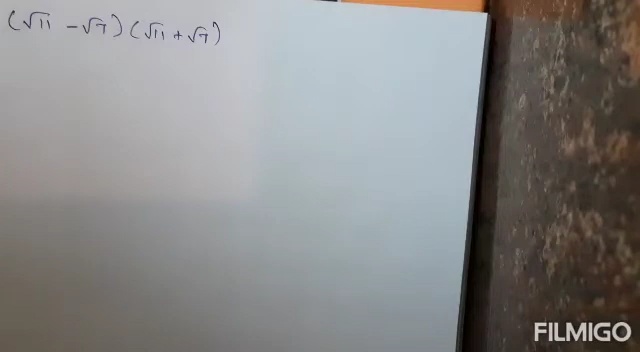 (√11 - √7) (√11 + √7)
FILMIGO